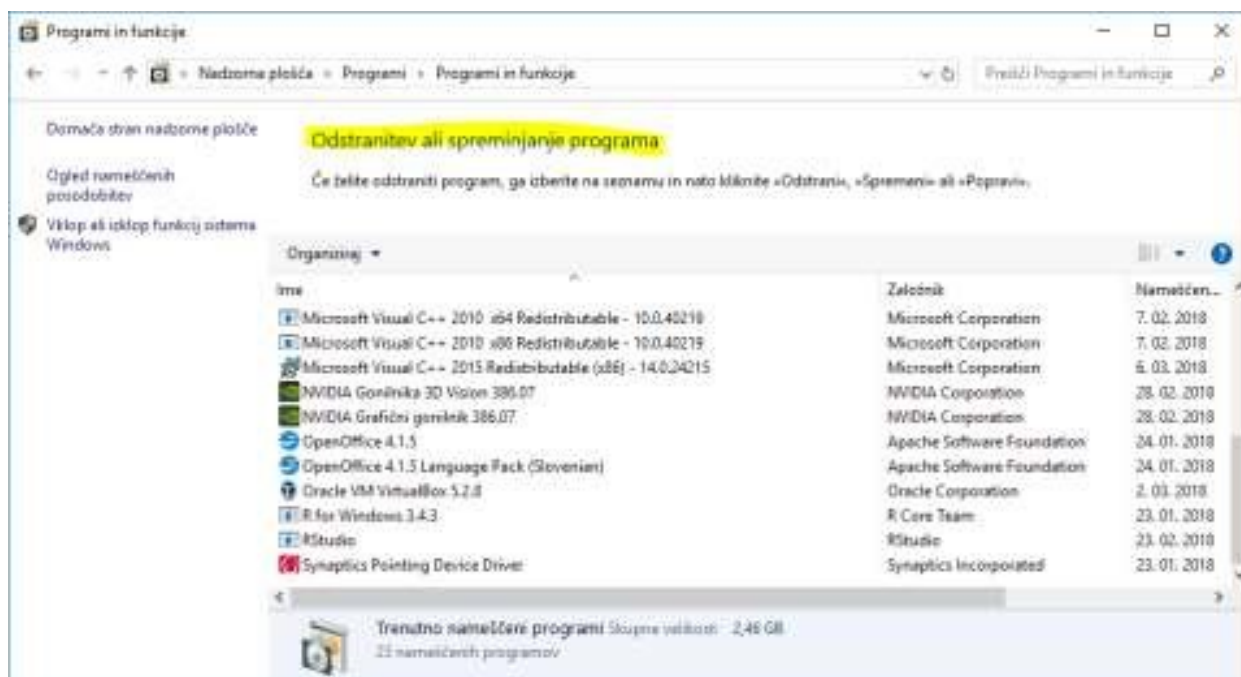 Programi in funkcije
Nadzorna plošča Programi Programi in funkcije Preišči Programi in funkcije
Domača stran nadzorne plošče
Ogled nameščenih
posodobitev
Vklop ali izklop funkcij sistema
Windows
Odstranitev ali spreminjanje programa
Če želite odstraniti program, ga izberite na seznamu in nato kliknite »Odstrani«, »Spremeni« ali »Popravi«.
Organiziraj
Ime Založnik Nameščen...
Microsoft Visual C++ 2010 x64 Redistributable - 10.0.40219 Microsoft Corporation 7. 02. 2018
Microsoft Visual C++ 2010 x86 Redistributable - 10.0.40219 Microsoft Corporation 7. 02. 2018
Microsoft Visual C++ 2015 Redistributable (x86) - 14.0.24215 Microsoft Corporation 6. 03. 2018
NVIDIA Gonilnika 3D Vision 386.07 NVIDIA Corporation 28. 02. 2018
NVIDIA Grafični gonilnik 386.07 NVIDIA Corporation 28. 02. 2018
OpenOffice 4.1.5 Apache Software Foundation 24. 01. 2018
OpenOffice 4.1.5 Language Pack (Slovenian) Apache Software Foundation 24. 01. 2018
Oracle VM VirtualBox 5.2.8 Oracle Corporation 2. 03. 2018
R for Windows 3.4.3 R Core Team 23. 01. 2018
RStudio RStudio 23. 02. 2018
Synaptics Pointing Device Driver Synaptics Incorporated 23. 01. 2018
Trenutno nameščeni programi Skupna velikost: 2,46 GB
nameščenih programov